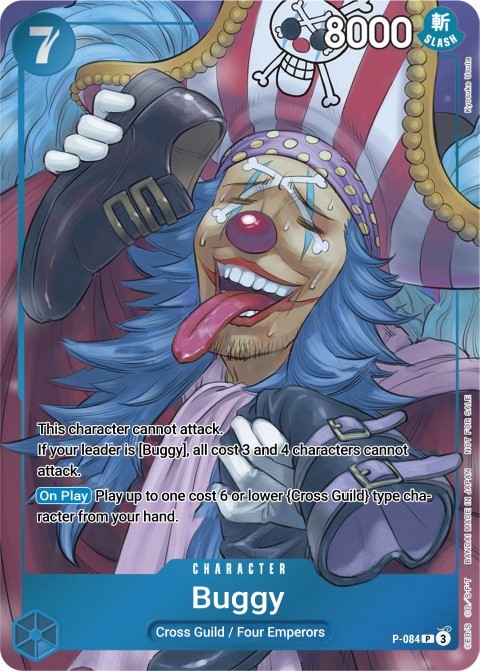 7
8000
斬
SLASH
Kyosuke Usuta
This character cannot attack.
If your leader is [Buggy], all cost 3 and 4 characters cannot
attack.
On Play Play up to one cost 6 or lower {Cross Guild} type cha-
racter from your hand.
CHARACTER
Buggy
Cross Guild / Four Emperors
P-084 P 3
BANDAI MADE IN JAPAN NOT FOR SALE